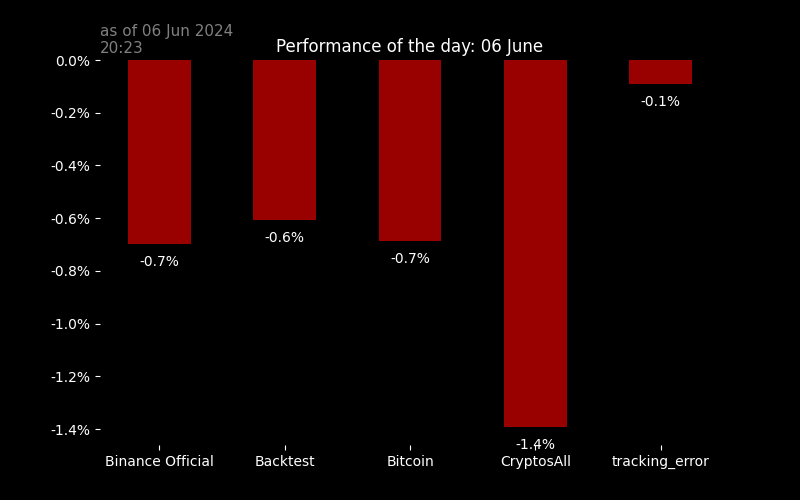 as of 06 Jun 2024
20:23
Performance of the day: 06 June
0.0%
-0.2%
-0.4%
-0.6%
-0.8%
-1.0%
-1.2%
-1.4%
-0.7%
-0.6%
-0.7%
-1.4%
-0.1%
Binance Official
Backtest
Bitcoin
CryptosAll
tracking_error